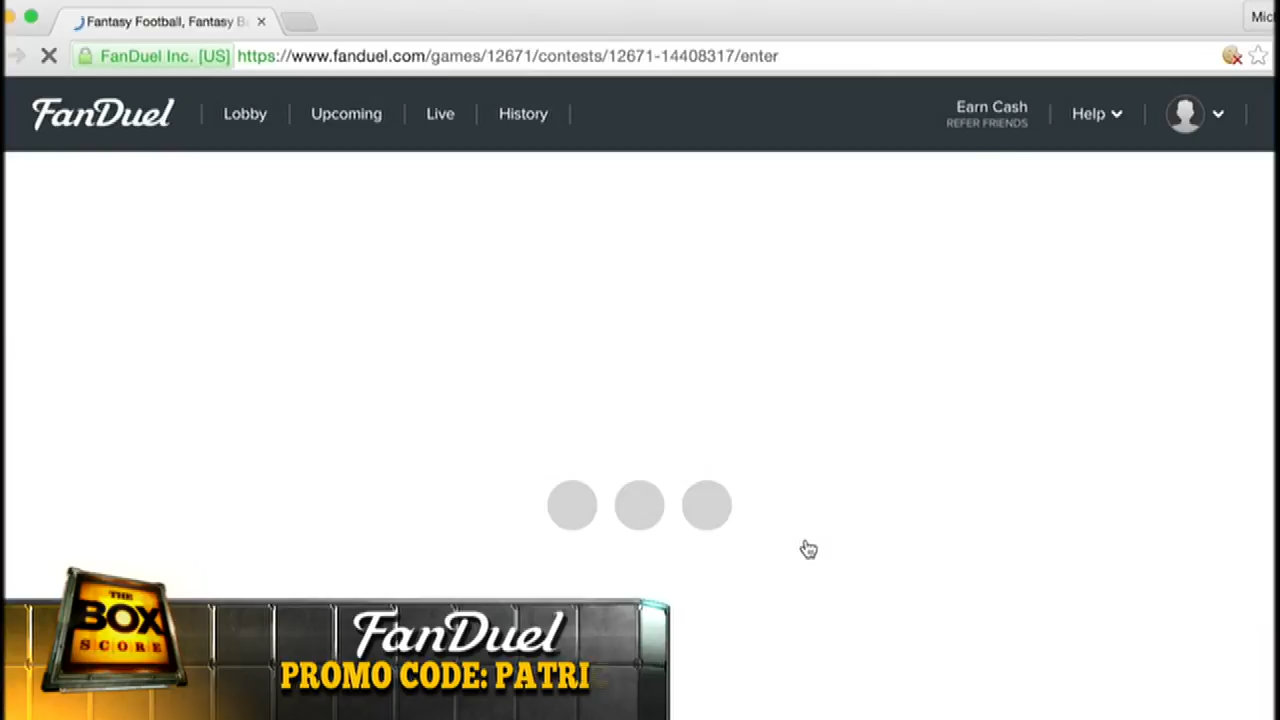 Fantasy Football, Fantasy B
Mic
FanDuel Inc. [US] https://www.fanduel.com/games/12671/contests/12671-14408317/enter
FanDuel Lobby Upcoming Live History Earn Cash Help
REFER FRIENDS
THE
BOX
SCORE
FanDuel
PROMO CODE: PATRI